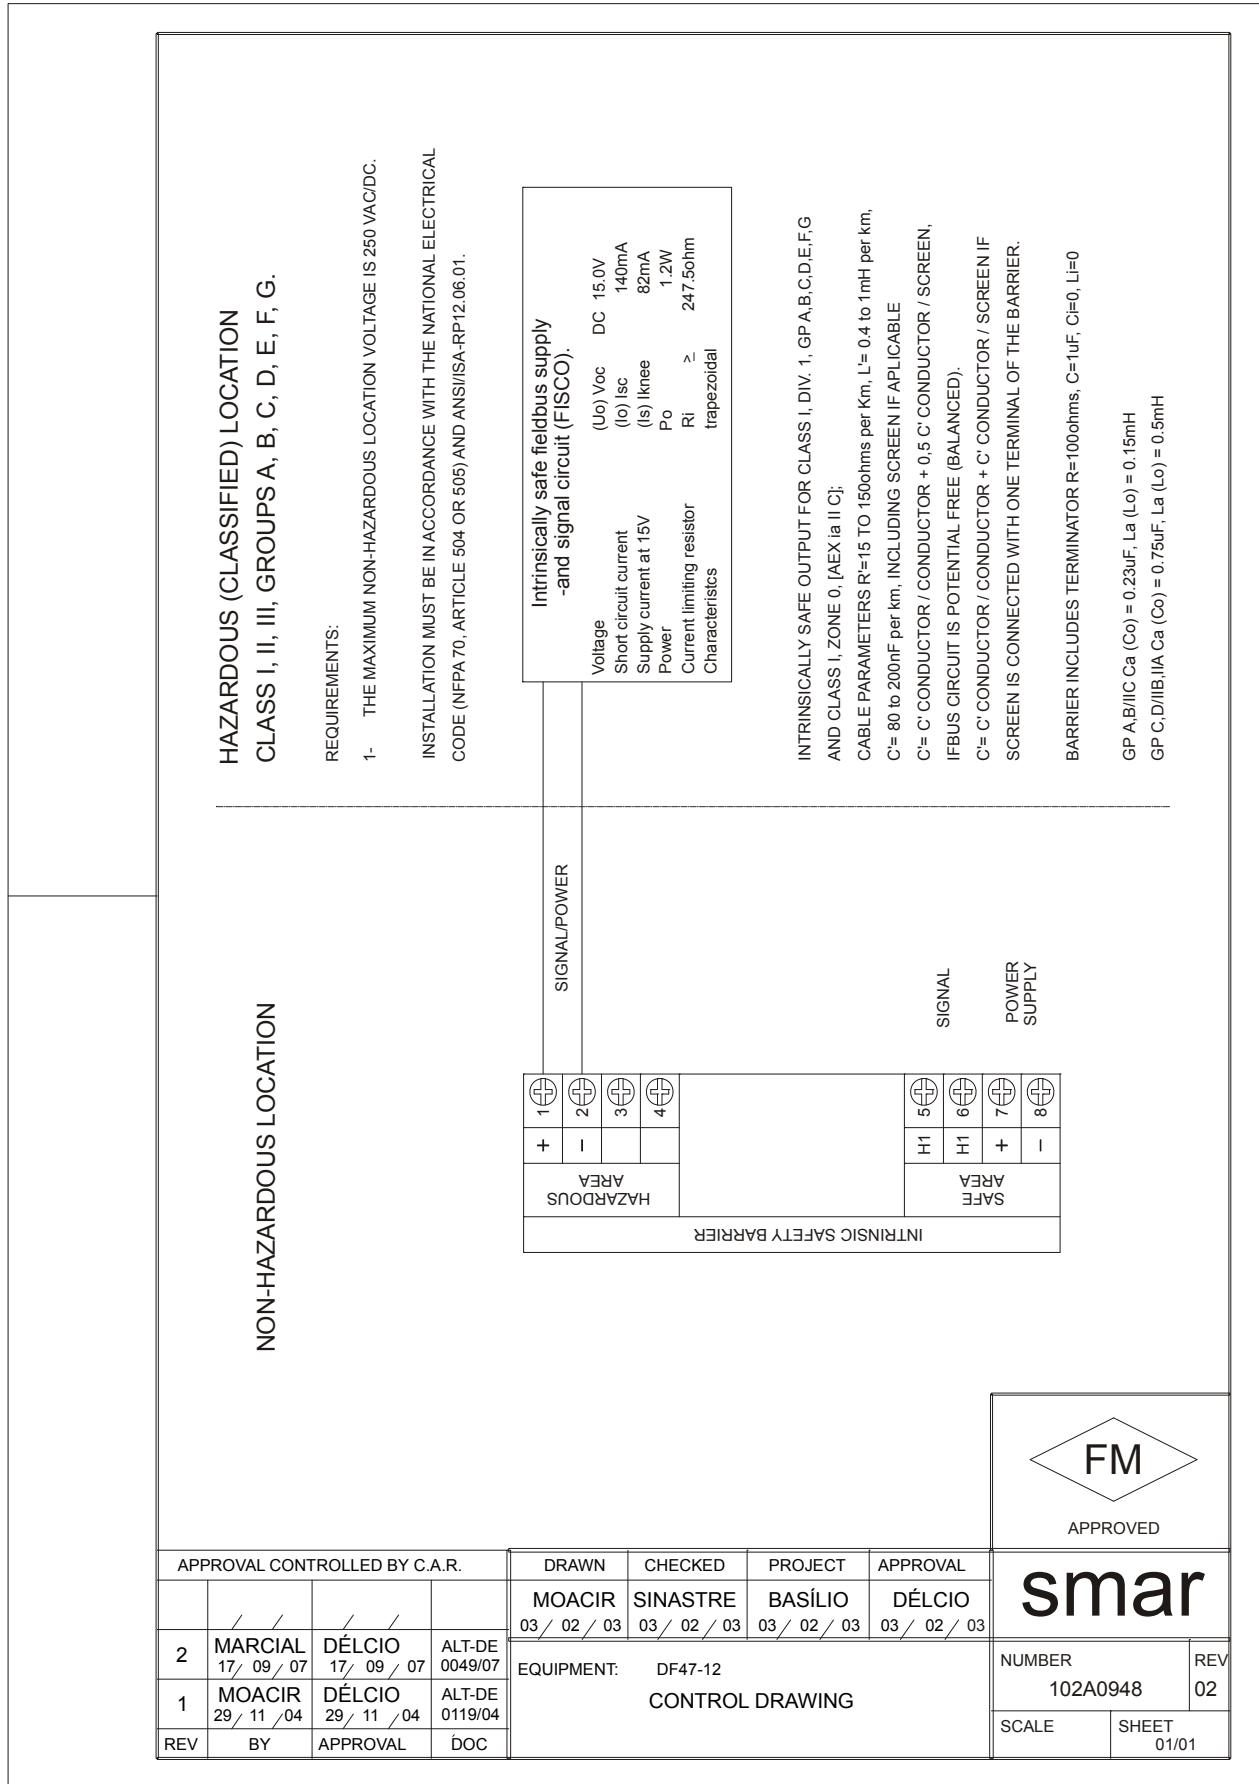 HAZARDOUS (CLASSIFIED) LOCATION
CLASS I, II, III, GROUPS A, B, C, D, E, F, G.
REQUIREMENTS:
1- THE MAXIMUM NON-HAZARDOUS LOCATION VOLTAGE IS 250 VAC/DC.
INSTALLATION MUST BE IN ACCORDANCE WITH THE NATIONAL ELECTRICAL
CODE (NFPA 70, ARTICLE 504 OR 505) AND ANSI/ISA-RP12.06.01.
Intrinsically safe fieldbus supply
-and signal circuit (FISCO).
Voltage (Uo) Voc DC 15.0V
Short circuit current (Io) Isc 140mA
Supply current at 15V (Is) Iknee 82mA
Power Po 1.2W
Current limiting resistor Ri ≥ 247.5ohm
Characteristcs trapezoidal
INTRINSICALLY SAFE OUTPUT FOR CLASS I, DIV. 1, GP A,B,C,D,E,F,G
AND CLASS I, ZONE 0, [AEX ia II C];
CABLE PARAMETERS R'=15 TO 150ohms per Km, L'= 0.4 to 1mH per km,
C'= 80 to 200nF per km, INCLUDING SCREEN IF APLICABLE
C'= C' CONDUCTOR / CONDUCTOR + 0,5 C' CONDUCTOR / SCREEN,
IFBUS CIRCUIT IS POTENTIAL FREE (BALANCED).
C'= C' CONDUCTOR / CONDUCTOR + C' CONDUCTOR / SCREEN IF
SCREEN IS CONNECTED WITH ONE TERMINAL OF THE BARRIER.
BARRIER INCLUDES TERMINATOR R=100ohms, C=1uF, Ci=0, Li=0
GP A,B/IIC Ca (Co) = 0.23uF, La (Lo) = 0.15mH
GP C,D/IIB,IIA Ca (Co) = 0.75uF, La (Lo) = 0.5mH
NON-HAZARDOUS LOCATION
SIGNAL/POWER
SIGNAL
POWER
SUPPLY
+ 1
− 2
3
4
HAZARDOUS
AREA
H1 5
H1 6
+ 7
− 8
SAFE
AREA
INTRINSIC SAFETY BARRIER
FM
APPROVED
smar
APPROVAL CONTROLLED BY C.A.R.
/ / / /
2 MARCIAL 17/ 09 / 07 DÉLCIO 17/ 09 / 07 ALT-DE 0049/07
1 MOACIR 29/ 11 / 04 DÉLCIO 29/ 11 / 04 ALT-DE 0119/04
REV BY APPROVAL DOC
DRAWN CHECKED PROJECT APPROVAL
MOACIR SINASTRE BASÍLIO DÉLCIO
03/ 02 / 03 03/ 02 / 03 03/ 02 / 03 03/ 02 / 03
EQUIPMENT: DF47-12
CONTROL DRAWING
NUMBER
102A0948
REV
02
SCALE
SHEET
01/01